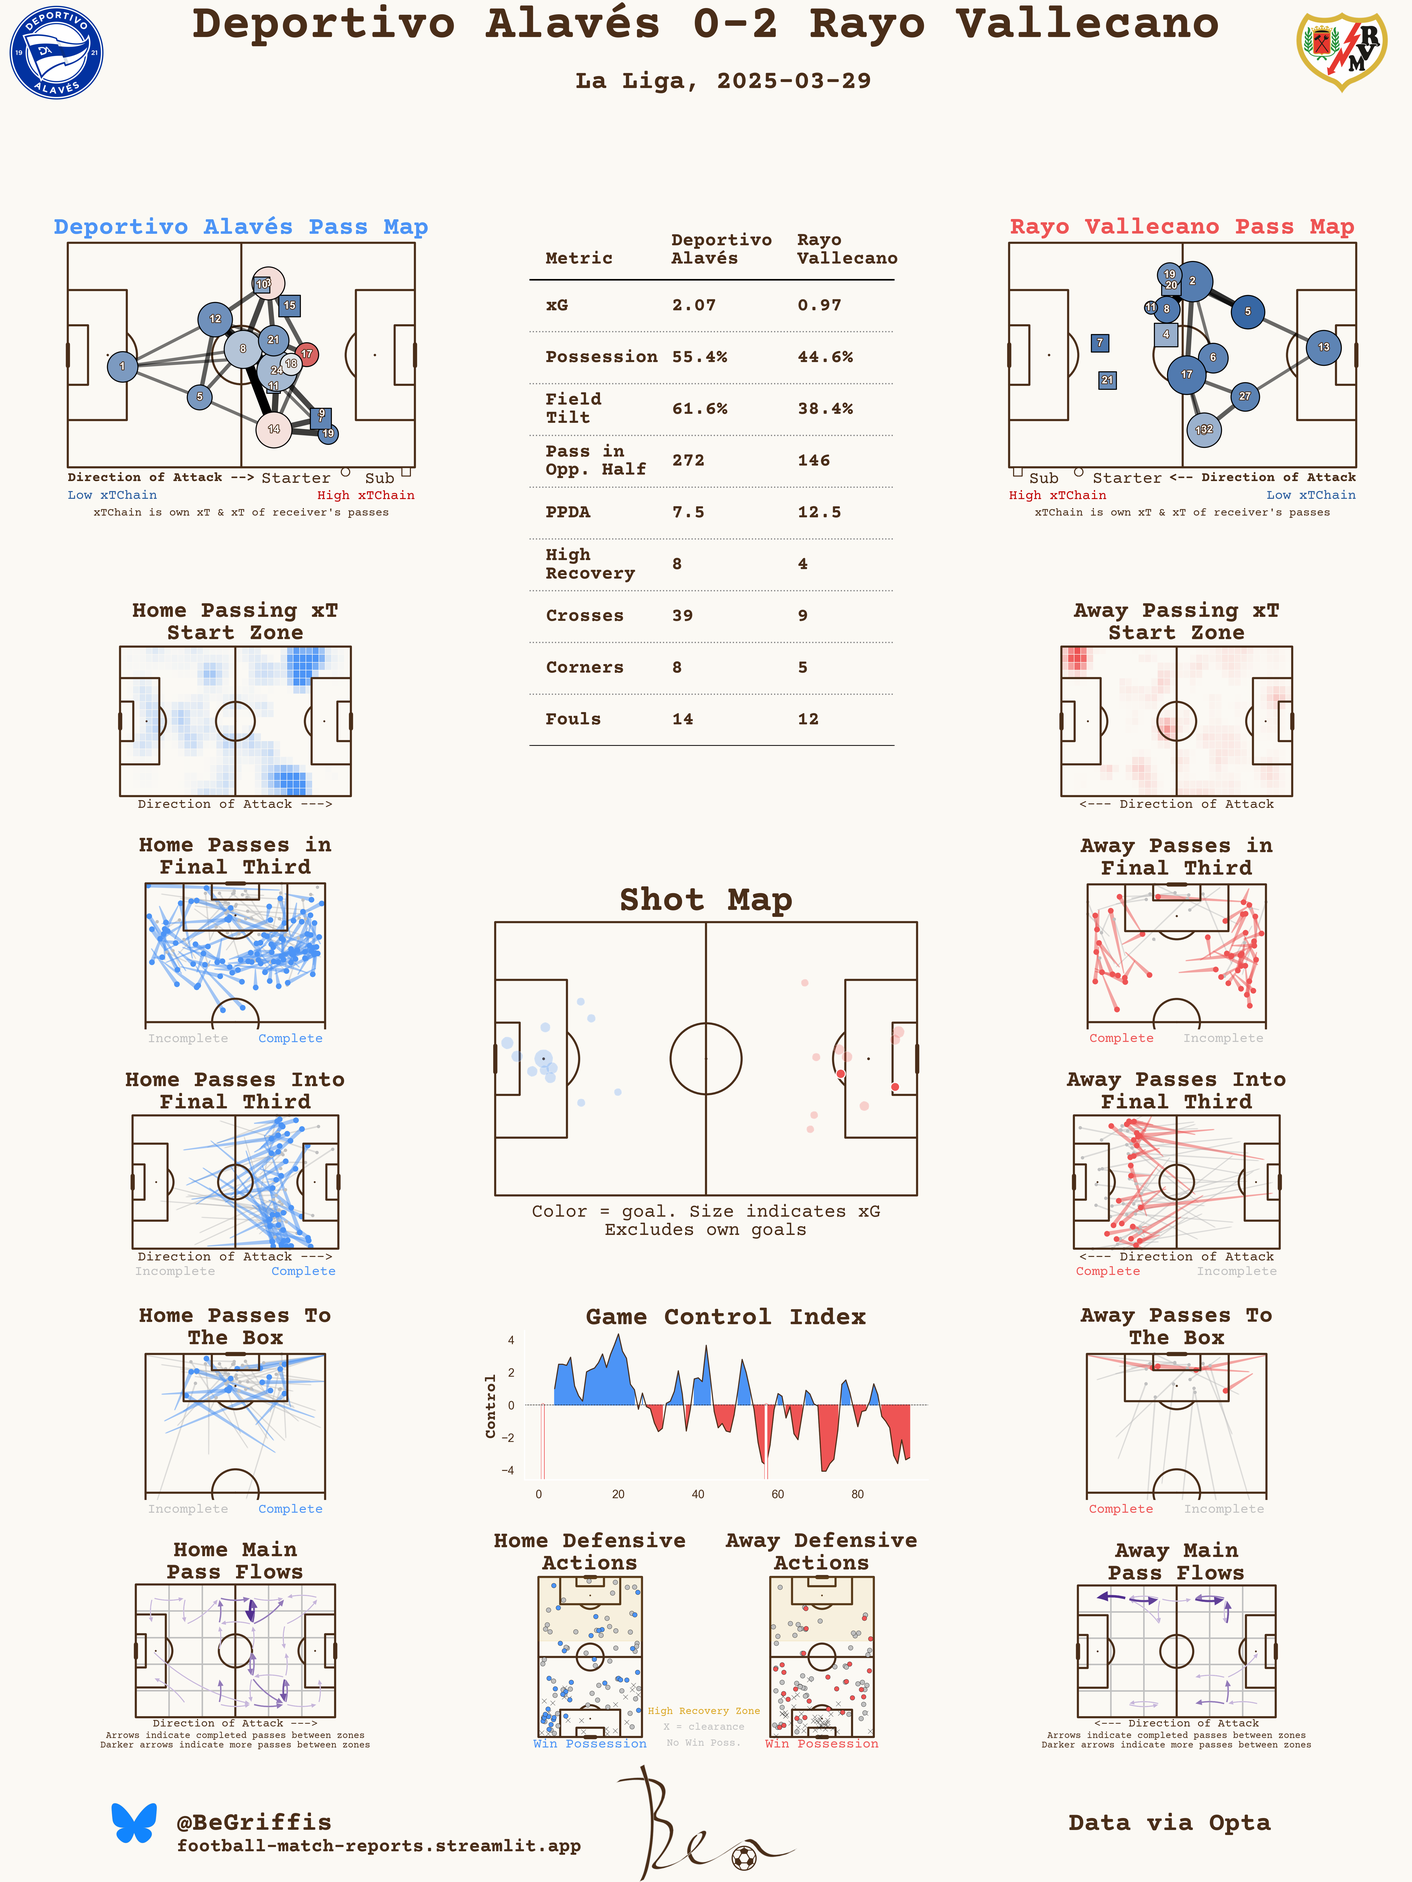 Deportivo Alavés 0-2 Rayo Vallecano
La Liga, 2025-03-29
DEPORTIVO
19 21
ALAVÉS
RVM
Deportivo Alavés Pass Map
10
15
12
21
8
17
18
24
1
11
5
9
14
19
Direction of Attack --> Starter Sub
Low xTChain High xTChain
xTChain is own xT & xT of receiver's passes
Metric Deportivo Alavés Rayo Vallecano
xG 2.07 0.97
Possession 55.4% 44.6%
Field Tilt 61.6% 38.4%
Pass in Opp. Half 272 146
PPDA 7.5 12.5
High Recovery 8 4
Crosses 39 9
Corners 8 5
Fouls 14 12
Rayo Vallecano Pass Map
19
2
20
11
8
5
4
7
6
13
17
21
27
32
Sub Starter <-- Direction of Attack
High xTChain Low xTChain
xTChain is own xT & xT of receiver's passes
Home Passing xT
Start Zone
Direction of Attack --->
Away Passing xT
Start Zone
<--- Direction of Attack
Home Passes in
Final Third
Incomplete Complete
Away Passes in
Final Third
Complete Incomplete
Shot Map
Color = goal. Size indicates xG
Excludes own goals
Home Passes Into
Final Third
Direction of Attack --->
Incomplete Complete
Away Passes Into
Final Third
<--- Direction of Attack
Complete Incomplete
Home Passes To
The Box
Incomplete Complete
Game Control Index
Control
4
2
0
−2
−4
0 20 40 60 80
Away Passes To
The Box
Complete Incomplete
Home Main
Pass Flows
Direction of Attack --->
Arrows indicate completed passes between zones
Darker arrows indicate more passes between zones
Home Defensive
Actions
Win Possession
High Recovery Zone
X = clearance
No Win Poss.
Away Defensive
Actions
Win Possession
Away Main
Pass Flows
<--- Direction of Attack
Arrows indicate completed passes between zones
Darker arrows indicate more passes between zones
@BeGriffis
football-match-reports.streamlit.app
Ben
Data via Opta